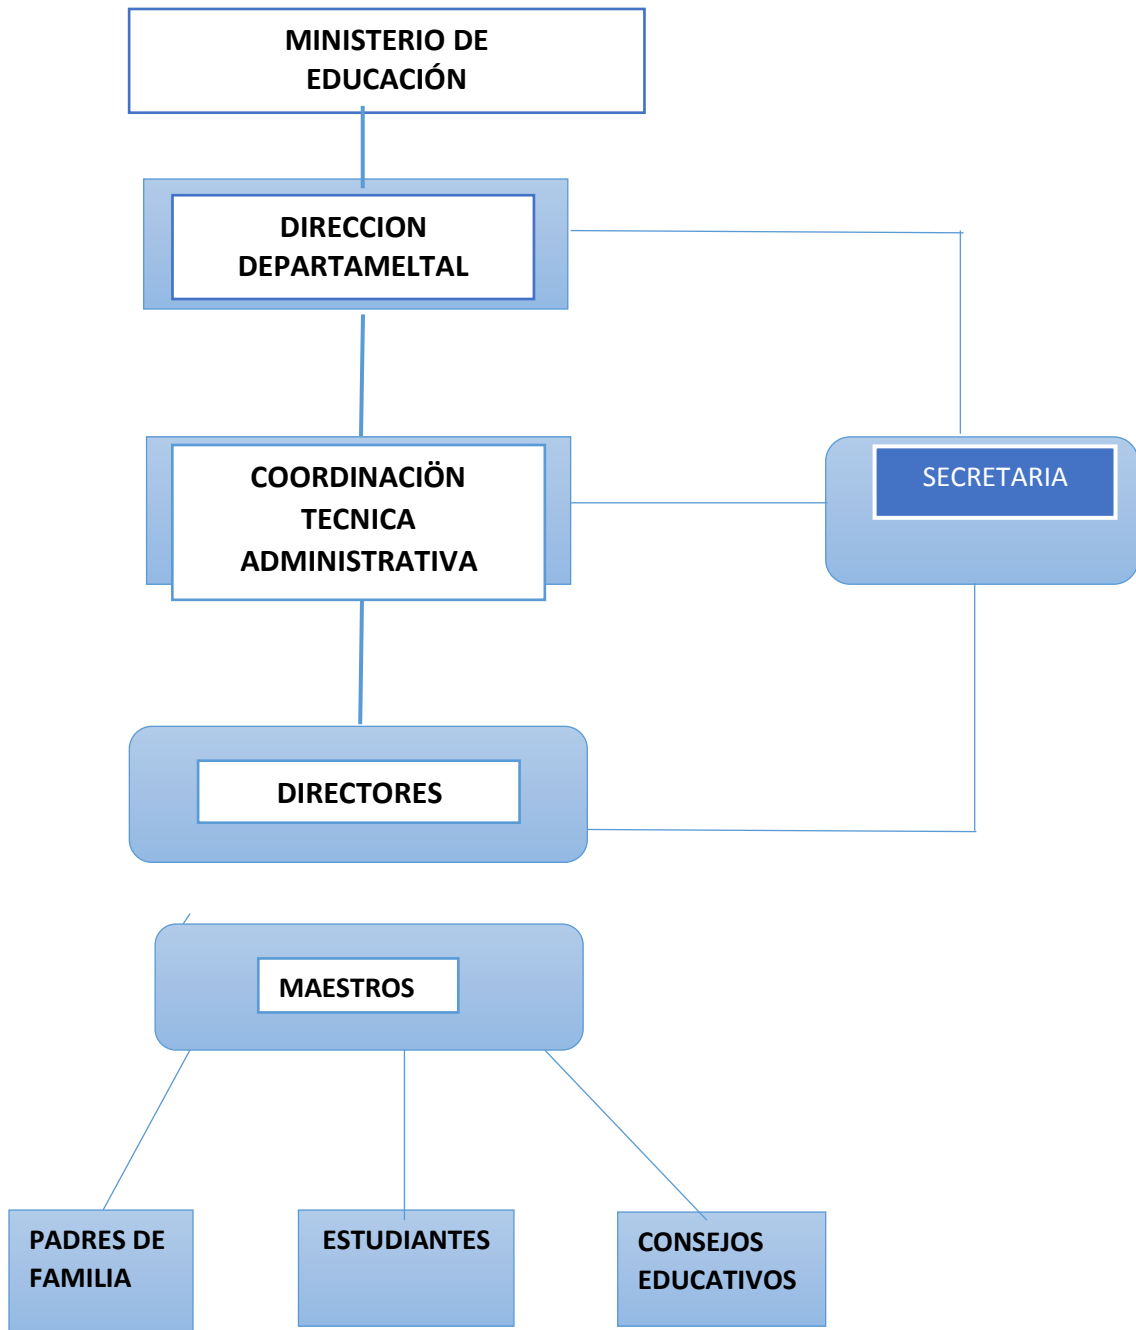 MINISTERIO DE
EDUCACIÓN
DIRECCION
DEPARTAMELTAL
COORDINACIÖN
TECNICA
ADMINISTRATIVA
SECRETARIA
DIRECTORES
MAESTROS
PADRES DE
FAMILIA
ESTUDIANTES
CONSEJOS
EDUCATIVOS